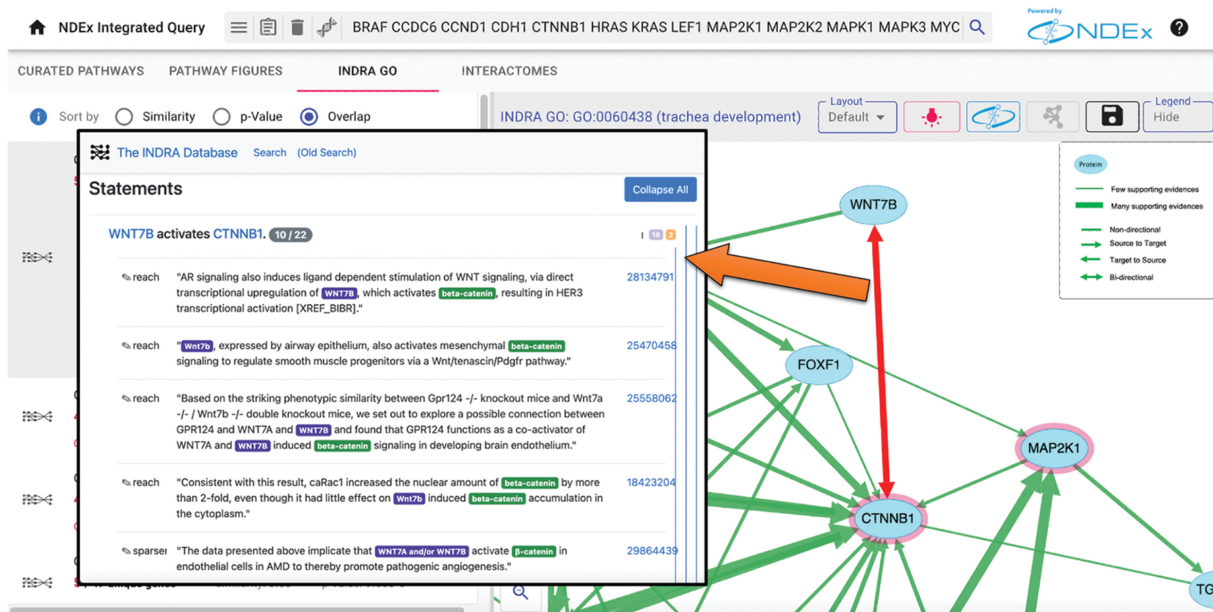 NDEx Integrated Query
BRAF CCDC6 CCND1 CDH1 CTNNB1 HRAS KRAS LEF1 MAP2K1 MAP2K2 MAPK1 MAPK3 MYC
Powered by
NDEx
?
CURATED PATHWAYS
PATHWAY FIGURES
INDRA GO
INTERACTOMES
i
Sort by
Similarity
p-Value
Overlap
INDRA GO: GO:0060438 (trachea development)
Layout
Default
Legend
Hide
The INDRA Database
Search
(Old Search)
Statements
Collapse All
WNT7B activates CTNNB1. 10 / 22
reach
"AR signaling also induces ligand dependent stimulation of WNT signaling, via direct
transcriptional upregulation of WNT7B, which activates beta-catenin, resulting in HER3
transcriptional activation [XREF_BIBR]."
28134791
reach
"Wnt7b, expressed by airway epithelium, also activates mesenchymal beta-catenin
signaling to regulate smooth muscle progenitors via a Wnt/tenascin/Pdgfr pathway."
25470458
reach
"Based on the striking phenotypic similarity between Gpr124 -/- knockout mice and Wnt7a
-/- / Wnt7b -/- double knockout mice, we set out to explore a possible connection between
GPR124 and WNT7A and WNT7B and found that GPR124 functions as a co-activator of
WNT7A and WNT7B induced beta-catenin signaling in developing brain endothelium."
25558062
reach
"Consistent with this result, caRac1 increased the nuclear amount of beta-catenin by more
than 2-fold, even though it had little effect on Wnt7b induced beta-catenin accumulation in
the cytoplasm."
18423204
sparser
"The data presented above implicate that WNT7A and/or WNT7B activate β-catenin in
endothelial cells in AMD to thereby promote pathogenic angiogenesis."
29864439
Protein
Few supporting evidences
Many supporting evidences
Non-directional
Source to Target
Target to Source
Bi-directional
WNT7B
FOXF1
MAP2K1
CTNNB1
TG